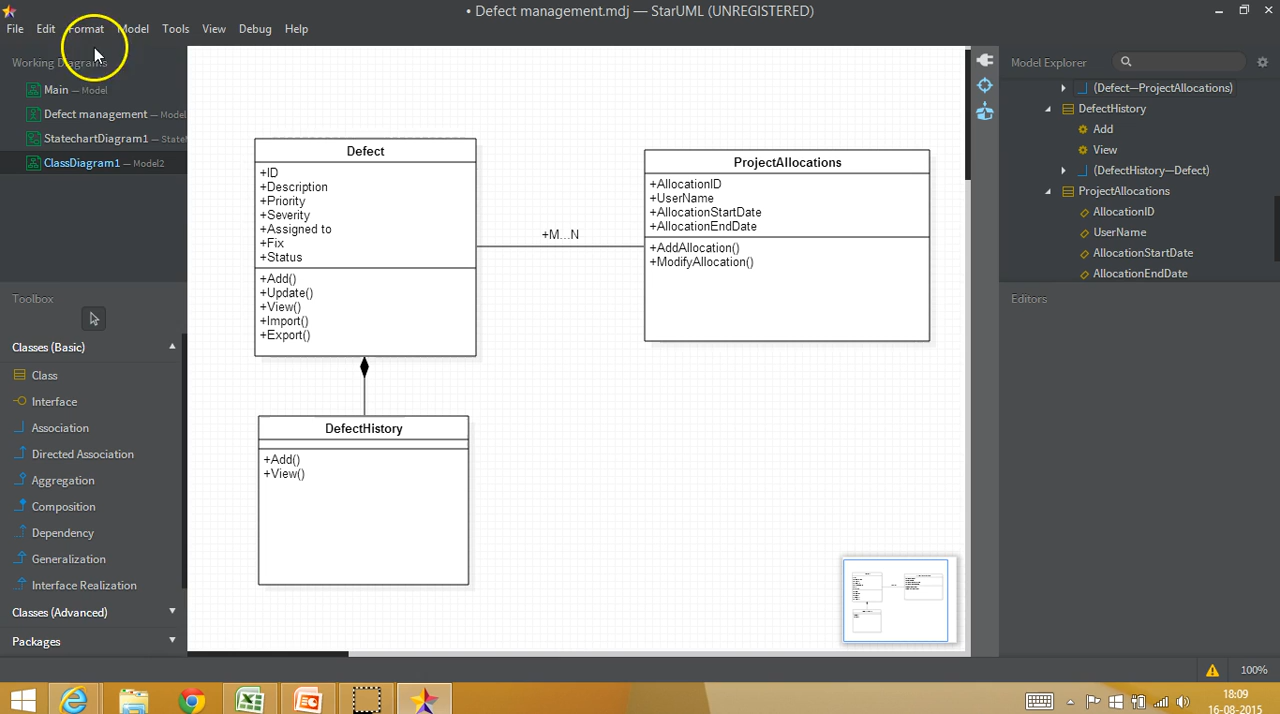 • Defect management.mdj — StarUML (UNREGISTERED)
File Edit Format Model Tools View Debug Help
Working Diagrams
Main — Model
Defect management — Model
StatechartDiagram1 — StateM
ClassDiagram1 — Model2
Toolbox
Classes (Basic)
Class
Interface
Association
Directed Association
Aggregation
Composition
Dependency
Generalization
Interface Realization
Classes (Advanced)
Packages
Defect
+ID
+Description
+Priority
+Severity
+Assigned to
+Fix
+Status
+Add()
+Update()
+View()
+Import()
+Export()
+M...N
ProjectAllocations
+AllocationID
+UserName
+AllocationStartDate
+AllocationEndDate
+AddAllocation()
+ModifyAllocation()
DefectHistory
+Add()
+View()
Model Explorer
(Defect—ProjectAllocations)
DefectHistory
Add
View
(DefectHistory—Defect)
ProjectAllocations
AllocationID
UserName
AllocationStartDate
AllocationEndDate
Editors
100%
18:09
16-08-2015